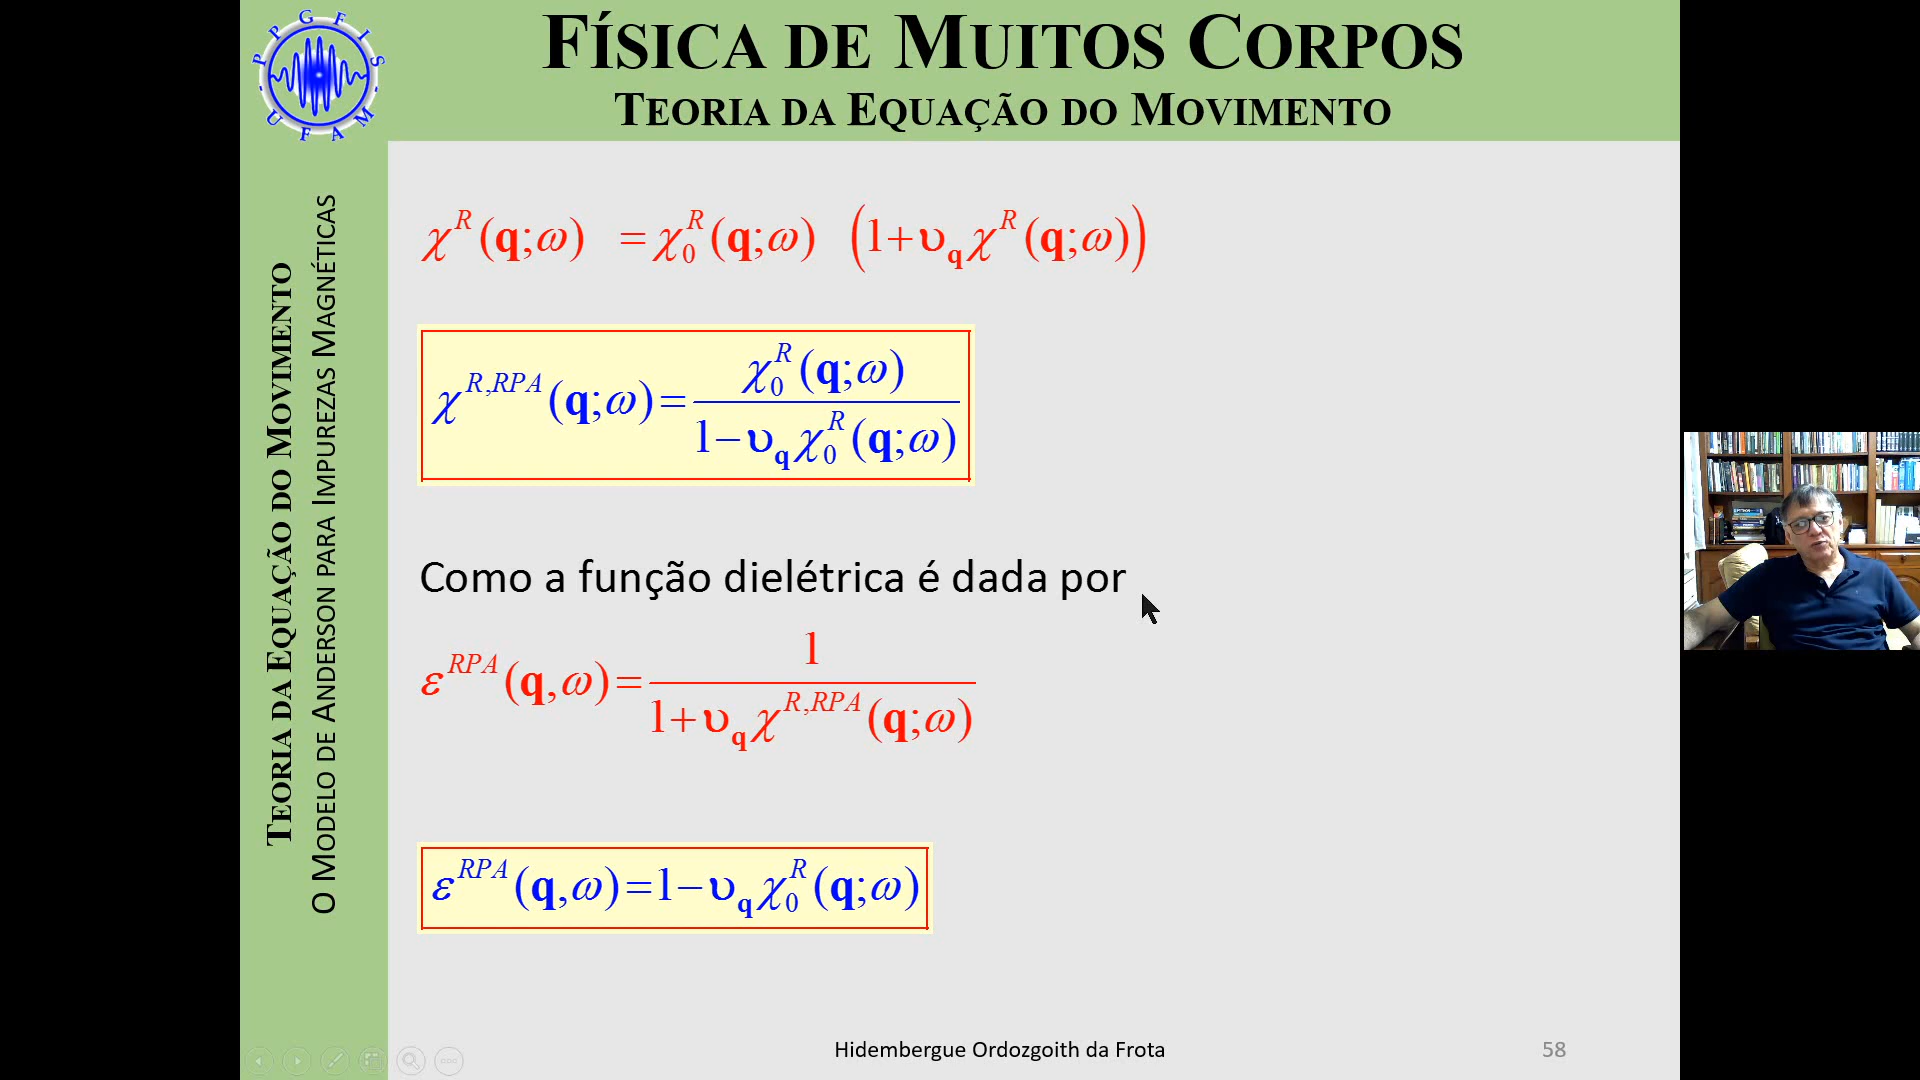 PPGFIS - UFAM -
FÍSICA DE MUITOS CORPOS
TEORIA DA EQUAÇÃO DO MOVIMENTO
TEORIA DA EQUAÇÃO DO MOVIMENTO
O MODELO DE ANDERSON PARA IMPUREZAS MAGNÉTICAS
χ^R(q;ω) = χ_0^R(q;ω) (1+υ_q χ^R(q;ω))
χ^{R,RPA}(q;ω) = χ_0^R(q;ω) / (1−υ_q χ_0^R(q;ω))
Como a função dielétrica é dada por
ε^{RPA}(q,ω) = 1 / (1+υ_q χ^{R,RPA}(q;ω))
ε^{RPA}(q,ω) = 1−υ_q χ_0^R(q;ω)
Hidembergue Ordozgoith da Frota
58